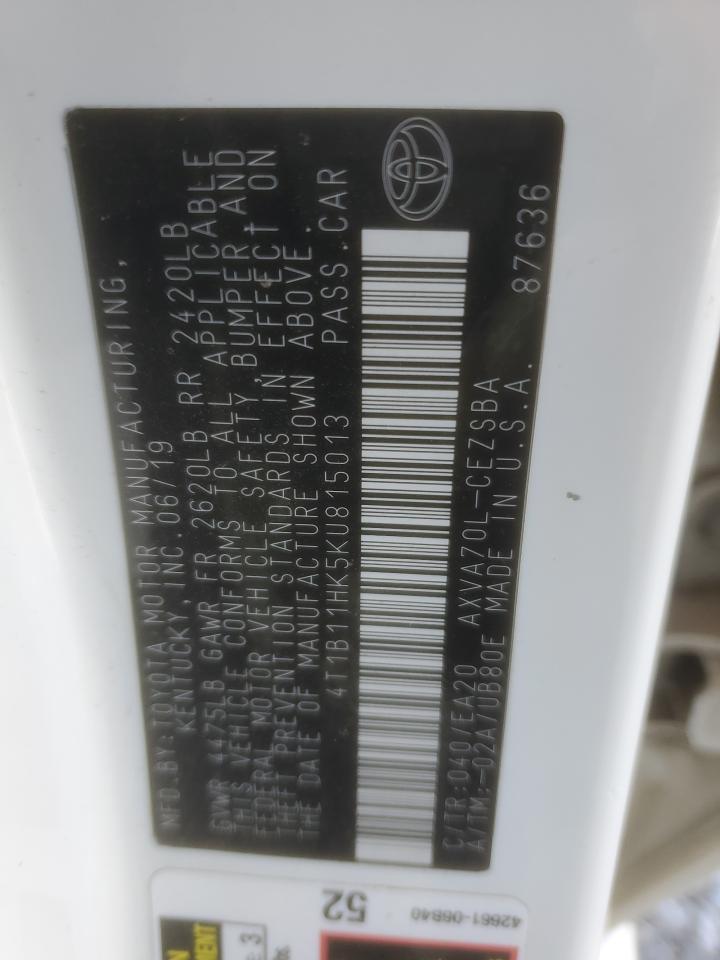 MFD.BY:TOYOTA MOTOR MANUFACTURING,
KENTUCKY, INC. 06/19
GVWR 4475LB GAWR FR 2620LB RR 2420LB
THIS VEHICLE CONFORMS TO ALL APPLICABLE
FEDERAL MOTOR VEHICLE SAFETY, BUMPER AND
THEFT PREVENTION STANDARDS IN EFFECT ON
THE DATE OF MANUFACTURE SHOWN ABOVE.
4T1B11HK5KU815013 PASS.CAR
C/TR:040/EA20 AXVA70L-CEZSBA
A/TM:-02A/UB80E MADE IN U.S.A. 87636
52
42661-06B40
3